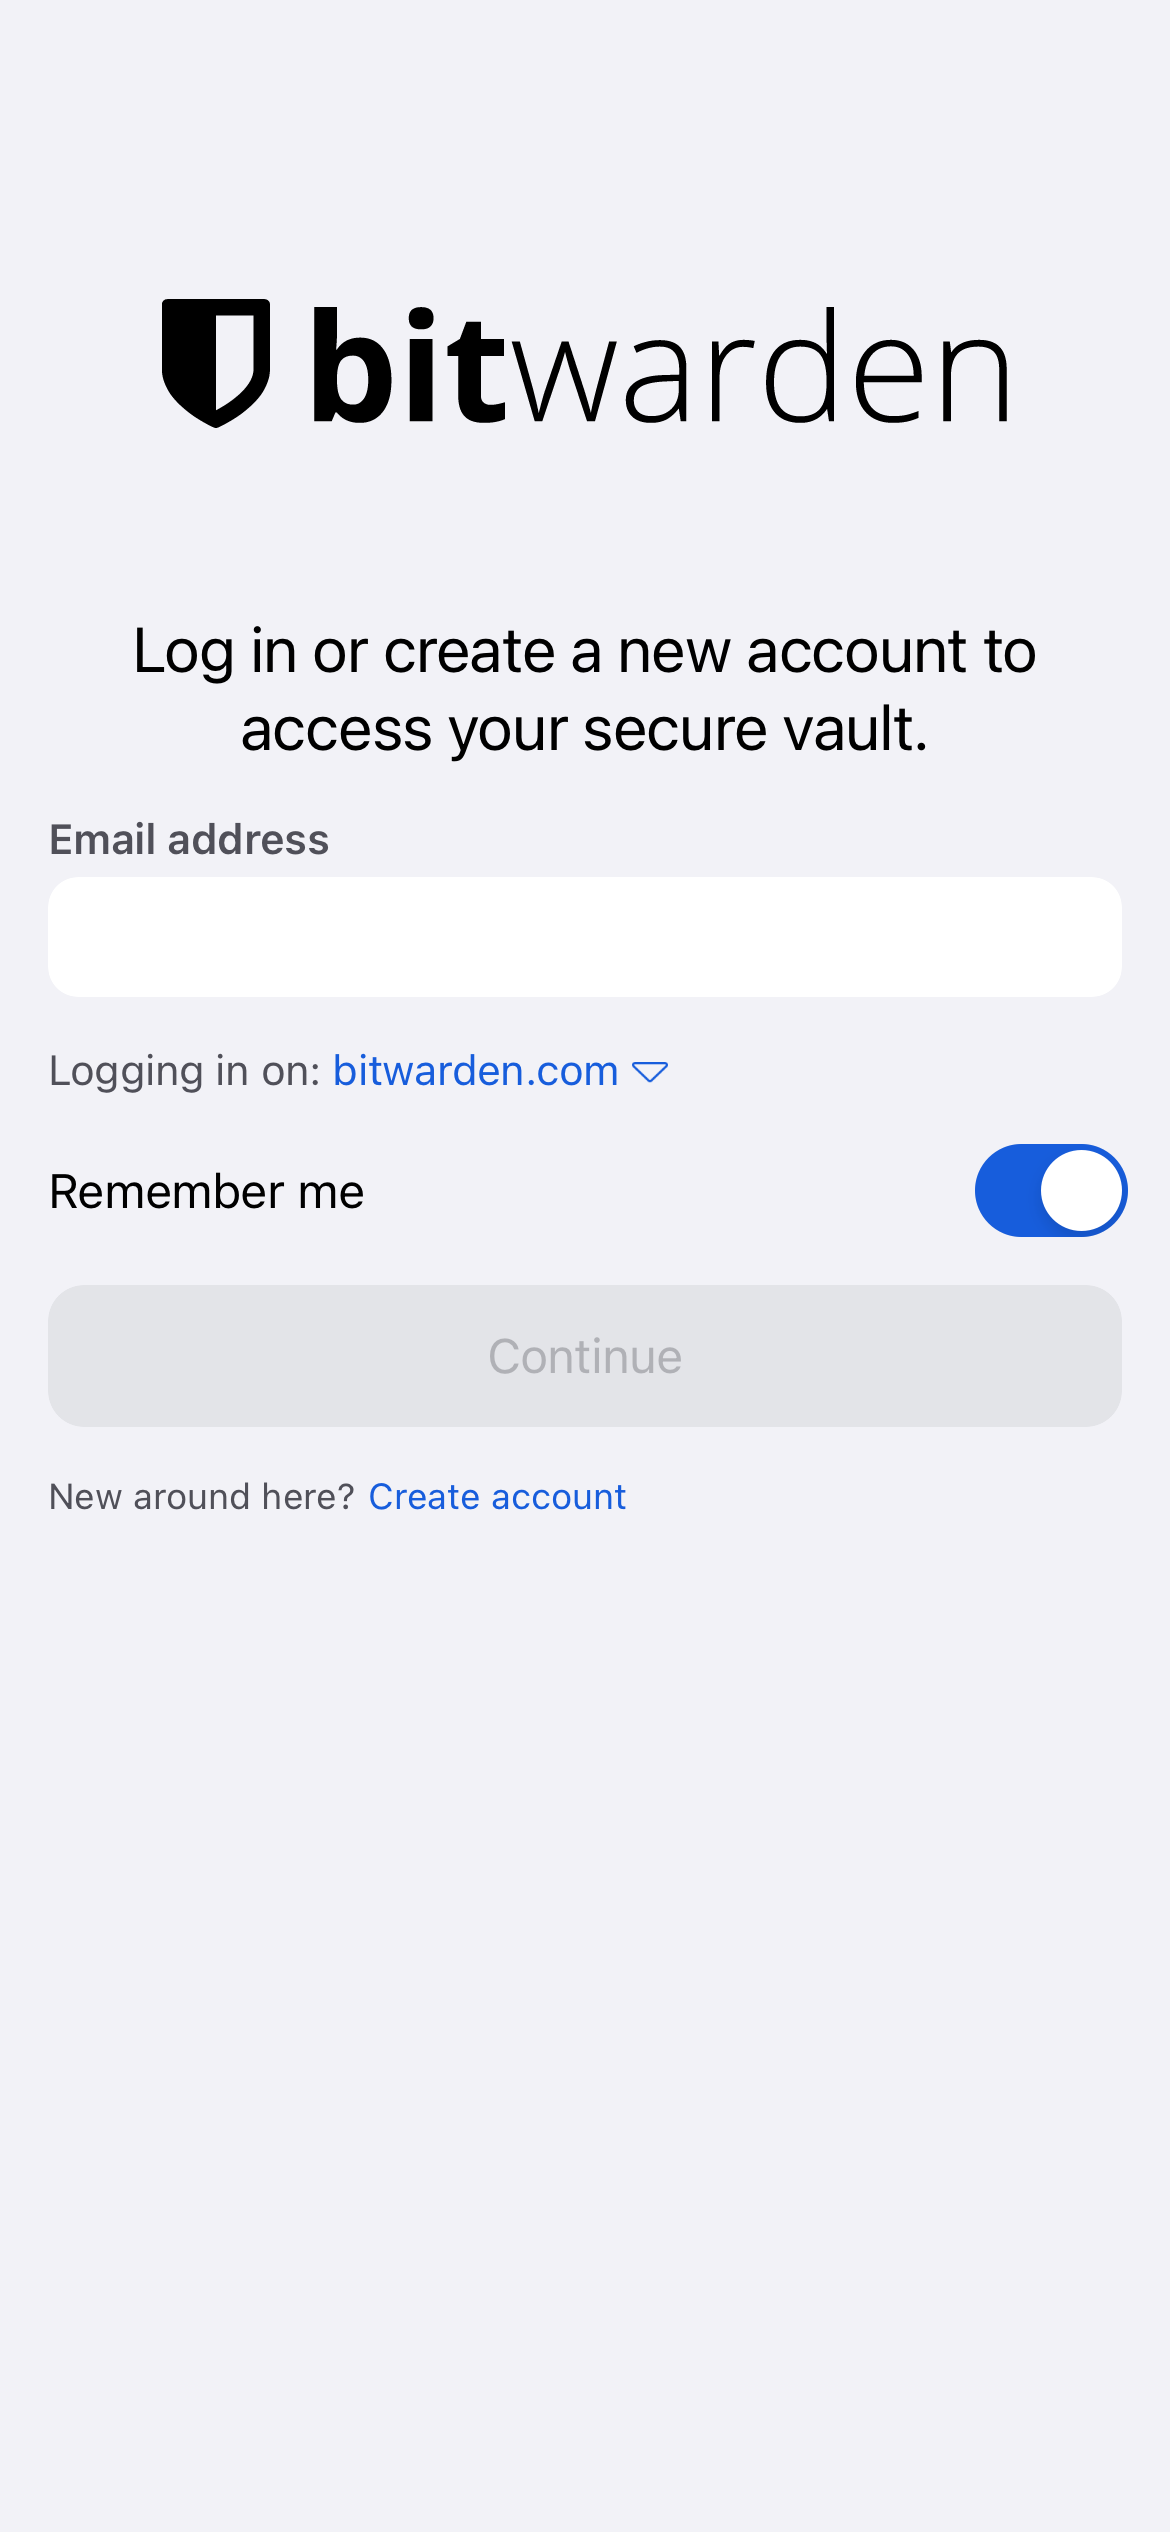 bitwarden
Log in or create a new account to
access your secure vault.
Email address
Logging in on: bitwarden.com
Remember me
Continue
New around here? Create account